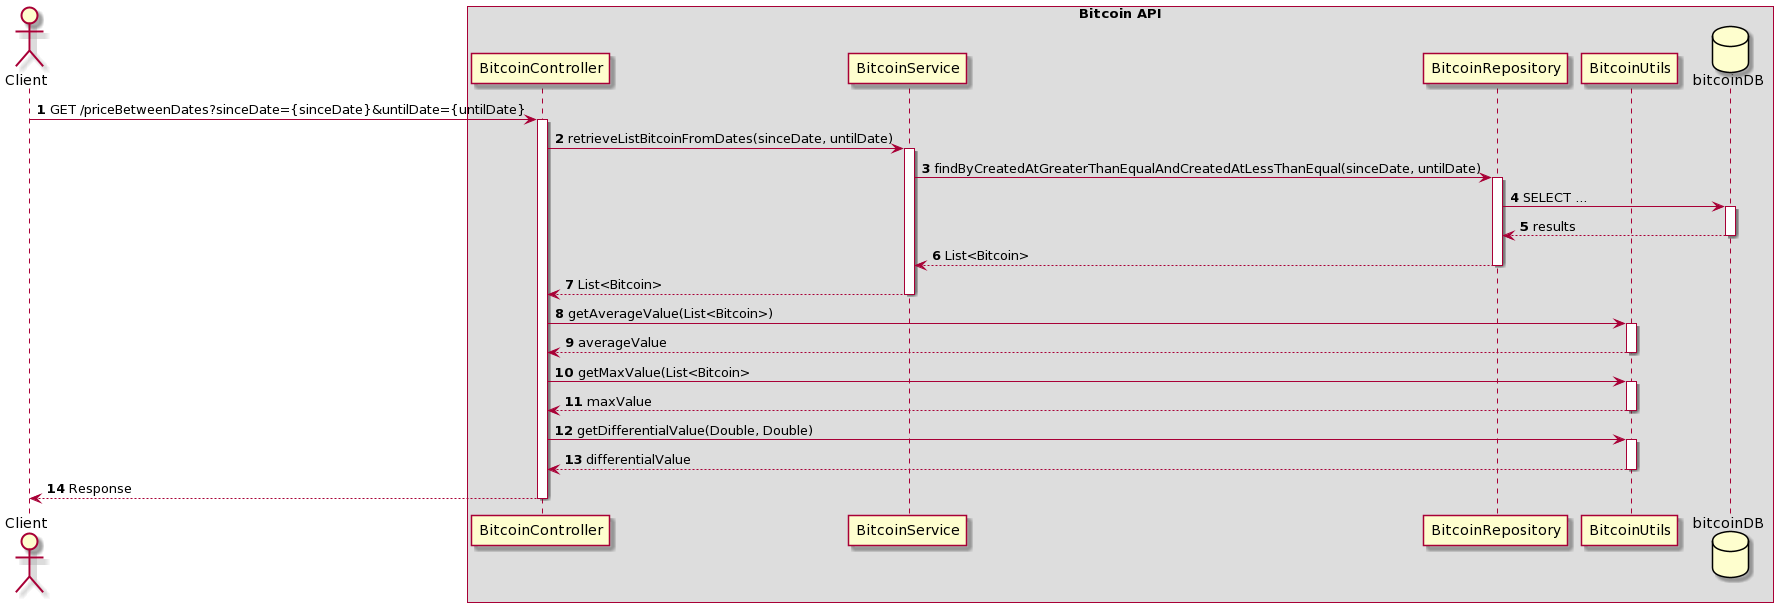 Bitcoin API
Client
BitcoinController
BitcoinService
BitcoinRepository
BitcoinUtils
bitcoinDB
1 GET /priceBetweenDates?sinceDate={sinceDate}&untilDate={untilDate}
2 retrieveListBitcoinFromDates(sinceDate, untilDate)
3 findByCreatedAtGreaterThanEqualAndCreatedAtLessThanEqual(sinceDate, untilDate)
4 SELECT ...
5 results
6 List<Bitcoin>
7 List<Bitcoin>
8 getAverageValue(List<Bitcoin>)
9 averageValue
10 getMaxValue(List<Bitcoin>
11 maxValue
12 getDifferentialValue(Double, Double)
13 differentialValue
14 Response
Client
BitcoinController
BitcoinService
BitcoinRepository
BitcoinUtils
bitcoinDB